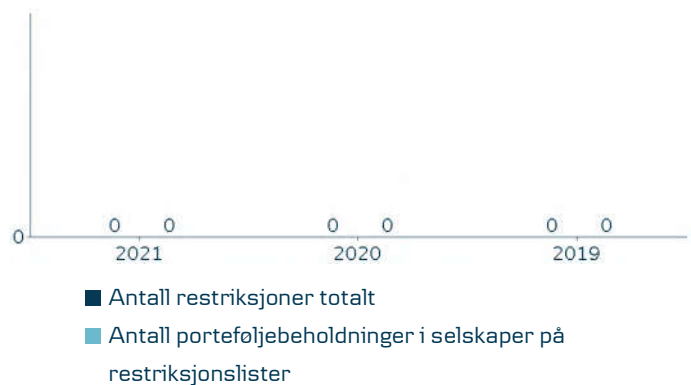 0 0 0 0 0 0
0
2021 2020 2019
Antall restriksjoner totalt
Antall porteføljebeholdninger i selskaper på
restriksjonslister